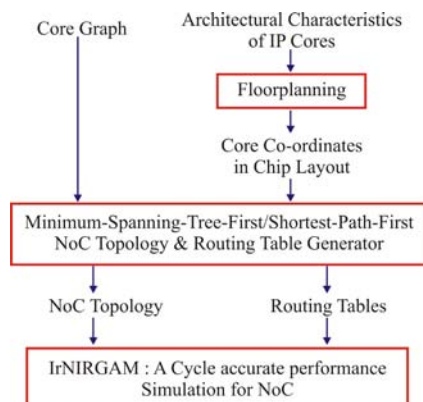 Core Graph
Architectural Characteristics
of IP Cores
Floorplanning
Core Co-ordinates
in Chip Layout
Minimum-Spanning-Tree-First/Shortest-Path-First
NoC Topology & Routing Table Generator
NoC Topology
Routing Tables
IrNIRGAM : A Cycle accurate performance
Simulation for NoC